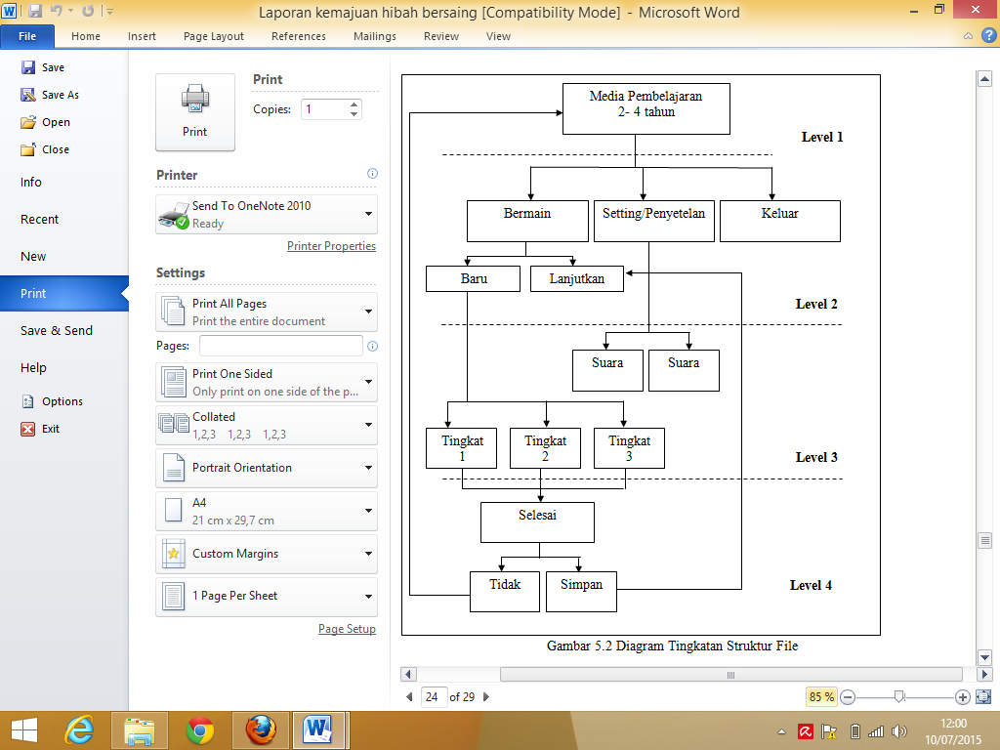 Laporan kemajuan hibah bersaing [Compatibility Mode] - Microsoft Word
File Home Insert Page Layout References Mailings Review View
Save
Save As
Open
Close
Info
Recent
New
Print
Save & Send
Help
Options
Exit
Print
Print
Copies: 1
Printer
Send To OneNote 2010
Ready
Printer Properties
Settings
Print All Pages
Print the entire document
Pages:
Print One Sided
Only print on one side of the p...
Collated
1,2,3 1,2,3 1,2,3
Portrait Orientation
A4
21 cm x 29,7 cm
Custom Margins
1 Page Per Sheet
Page Setup
Media Pembelajaran
2- 4 tahun
Level 1
Bermain
Setting/Penyetelan
Keluar
Baru
Lanjutkan
Level 2
Suara
Suara
Tingkat
1
Tingkat
2
Tingkat
3
Level 3
Selesai
Tidak
Simpan
Level 4
Gambar 5.2 Diagram Tingkatan Struktur File
24 of 29
85 %
12:00
10/07/2015